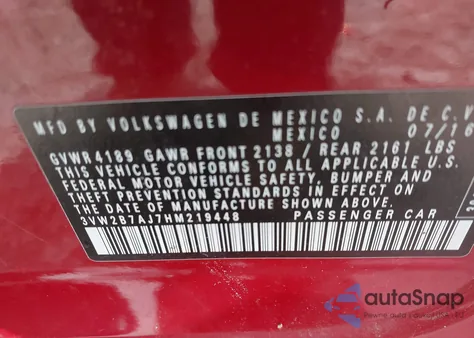 MFD BY VOLKSWAGEN DE MEXICO S.A. DE C.V
MEXICO 07/1
GVWR 4189 GAWR FRONT 2138 / REAR 2161 LBS
THIS VEHICLE CONFORMS TO ALL APPLICABLE
FEDERAL MOTOR VEHICLE SAFETY, BUMPER, AND
THEFT PREVENTION STANDARDS IN EFFECT ON
THE DATE OF MANUFACTURE SHOWN ABOVE.
3VW2B7AJ7HM219448 PASSENGER CAR
autoSnap